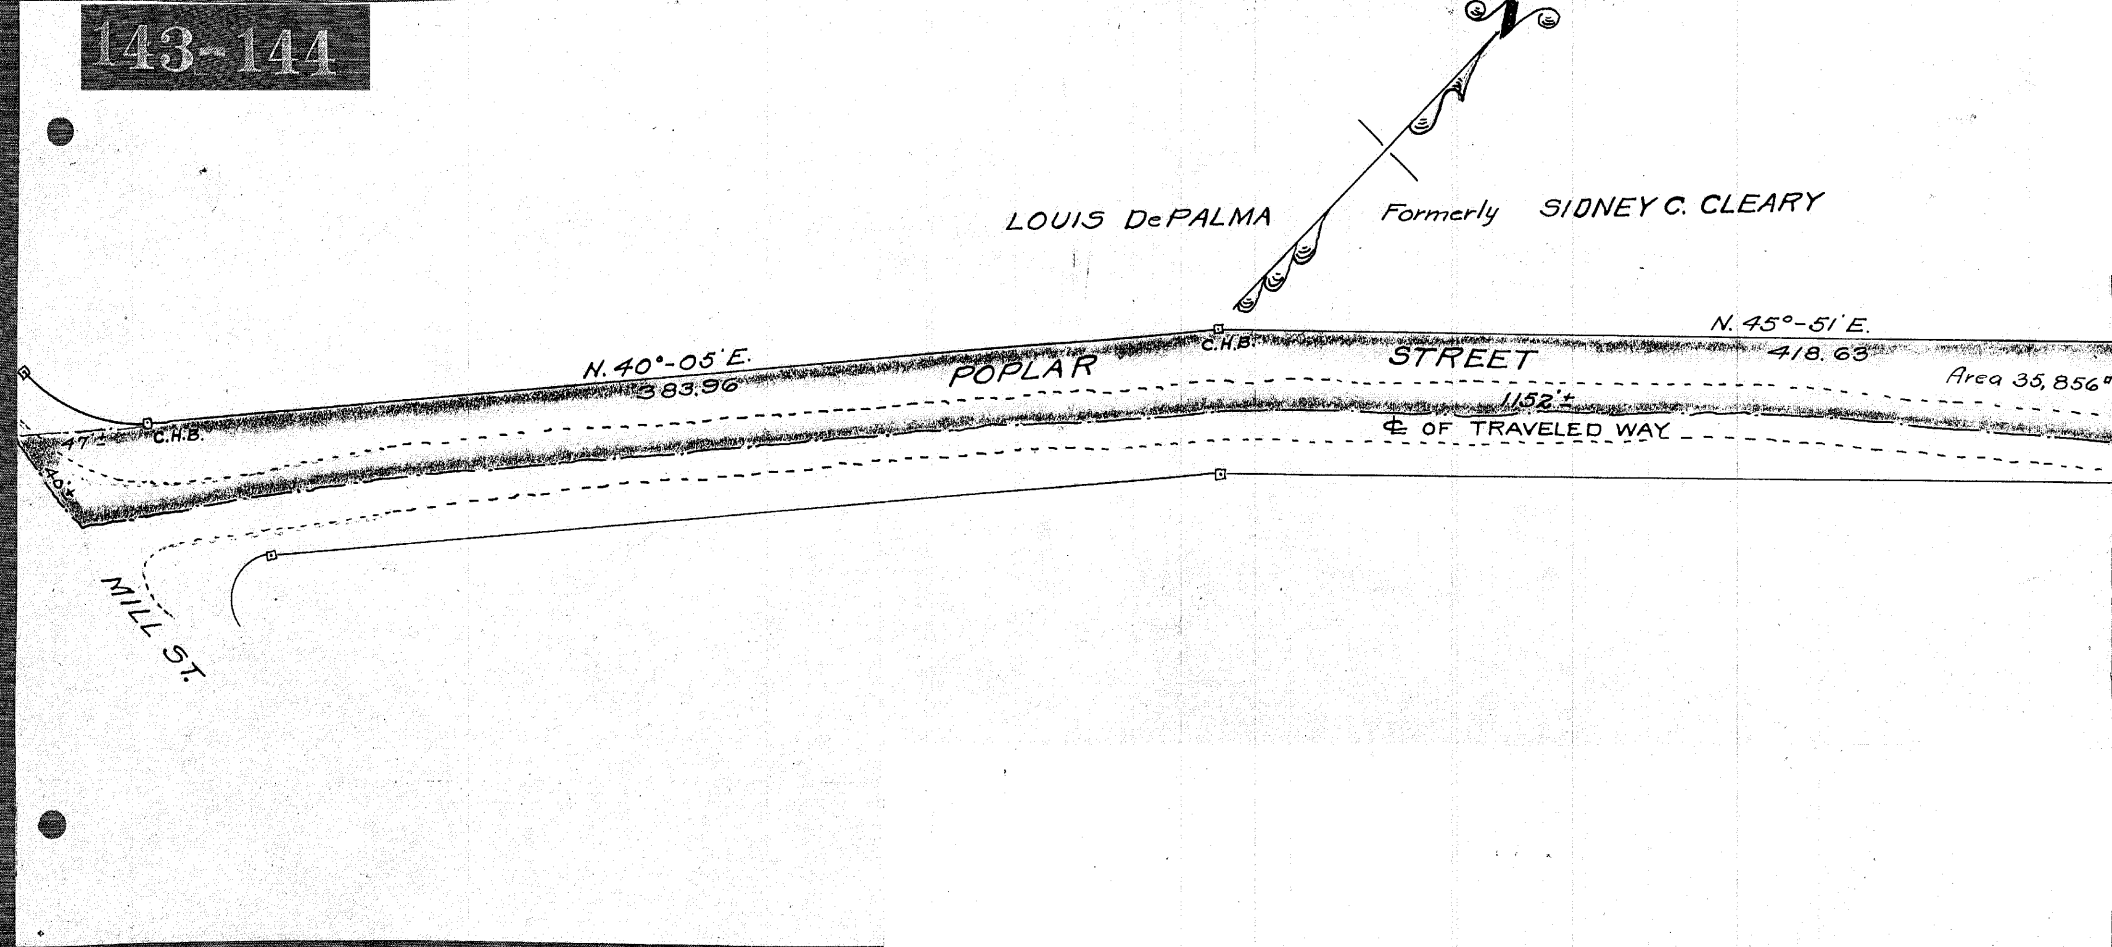 143-144
LOUIS DePALMA
Formerly SIDNEY C. CLEARY
N. 45°-51' E.
418.63
N. 40°-05' E.
383.96
C.H.B.
POPLAR STREET
Area 35,856□
1152'±
℄ OF TRAVELED WAY
47'±
C.H.B.
40'±
MILL ST.